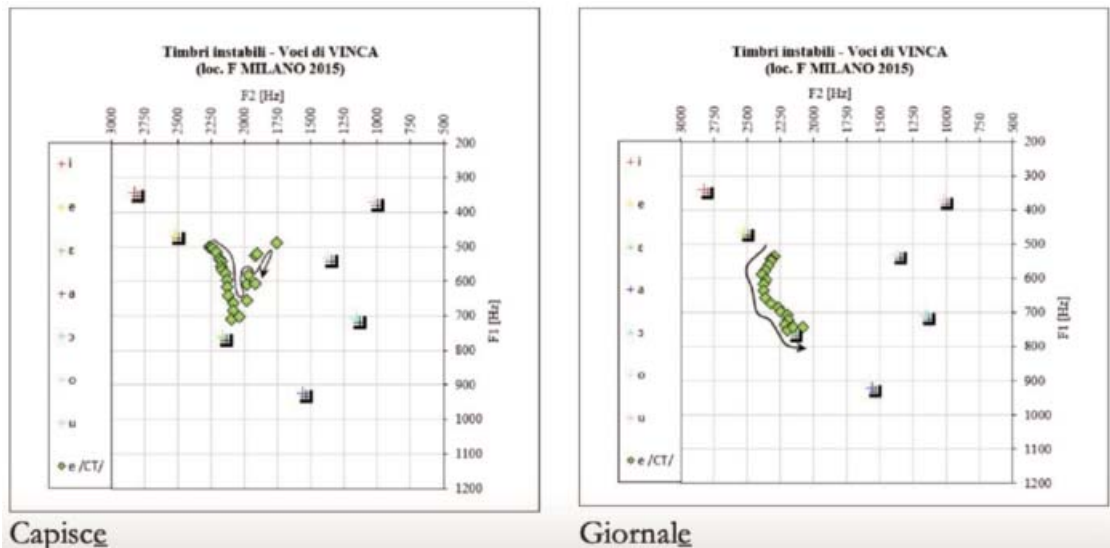 Timbri instabili - Voci di VINCA
(loc. F MILANO 2015)
F2 [Hz]
3000 2750 2500 2250 2000 1750 1500 1250 1000 750 500
200
300
400
500
600
700
800
900
1000
1100
1200
F1 [Hz]
i
e
ɛ
a
ɔ
o
u
e /CT/
Capisce
Timbri instabili - Voci di VINCA
(loc. F MILANO 2015)
F2 [Hz]
3000 2750 2500 2250 2000 1750 1500 1250 1000 750 500
200
300
400
500
600
700
800
900
1000
1100
1200
F1 [Hz]
i
e
ɛ
a
ɔ
o
u
e /CT/
Giornale